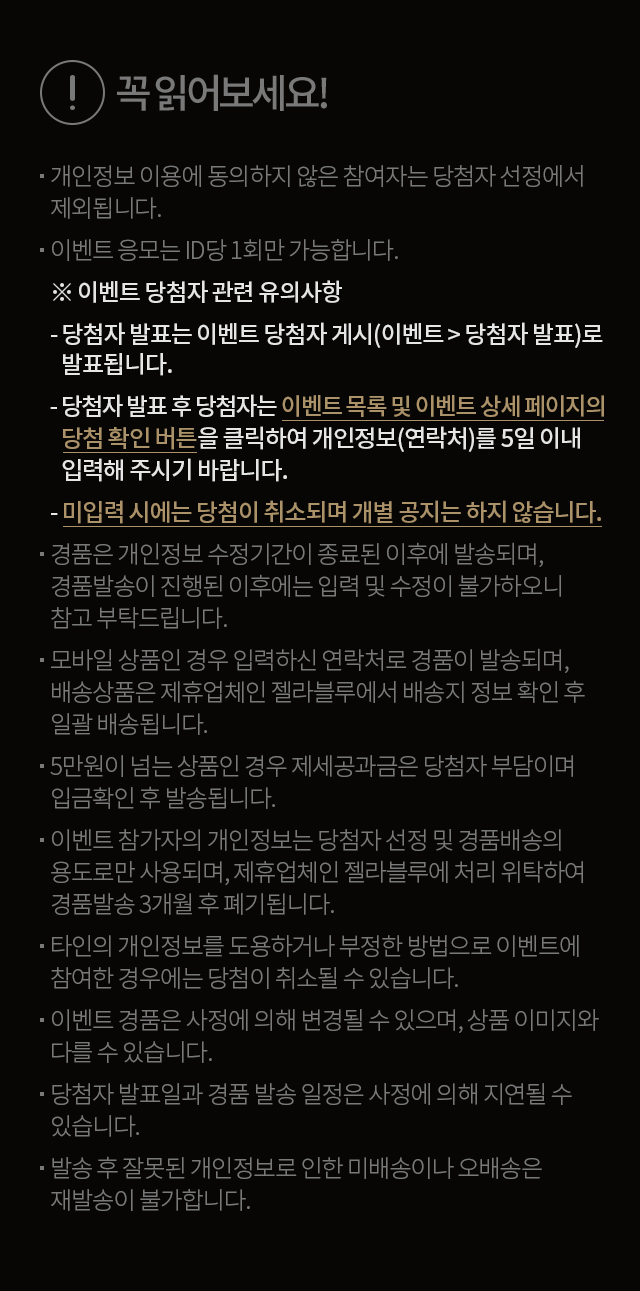 ! 꼭 읽어보세요!
· 개인정보 이용에 동의하지 않은 참여자는 당첨자 선정에서
제외됩니다.
· 이벤트 응모는 ID당 1회만 가능합니다.
※ 이벤트 당첨자 관련 유의사항
- 당첨자 발표는 이벤트 당첨자 게시(이벤트 > 당첨자 발표)로
발표됩니다.
- 당첨자 발표 후 당첨자는 이벤트 목록 및 이벤트 상세 페이지의
당첨 확인 버튼을 클릭하여 개인정보(연락처)를 5일 이내
입력해 주시기 바랍니다.
- 미입력 시에는 당첨이 취소되며 개별 공지는 하지 않습니다.
· 경품은 개인정보 수정기간이 종료된 이후에 발송되며,
경품발송이 진행된 이후에는 입력 및 수정이 불가하오니
참고 부탁드립니다.
· 모바일 상품인 경우 입력하신 연락처로 경품이 발송되며,
배송상품은 제휴업체인 젤라블루에서 배송지 정보 확인 후
일괄 배송됩니다.
· 5만원이 넘는 상품인 경우 제세공과금은 당첨자 부담이며
입금확인 후 발송됩니다.
· 이벤트 참가자의 개인정보는 당첨자 선정 및 경품배송의
용도로만 사용되며, 제휴업체인 젤라블루에 처리 위탁하여
경품발송 3개월 후 폐기됩니다.
· 타인의 개인정보를 도용하거나 부정한 방법으로 이벤트에
참여한 경우에는 당첨이 취소될 수 있습니다.
· 이벤트 경품은 사정에 의해 변경될 수 있으며, 상품 이미지와
다를 수 있습니다.
· 당첨자 발표일과 경품 발송 일정은 사정에 의해 지연될 수
있습니다.
· 발송 후 잘못된 개인정보로 인한 미배송이나 오배송은
재발송이 불가합니다.